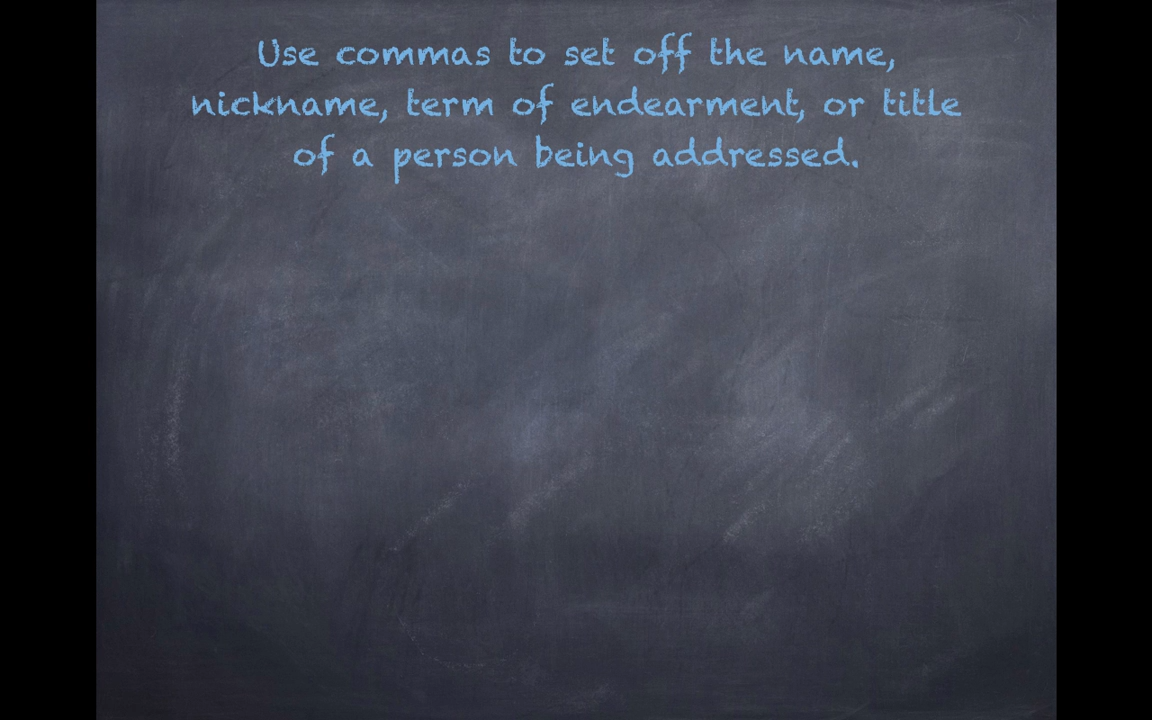 Use commas to set off the name,
nickname, term of endearment, or title
of a person being addressed.